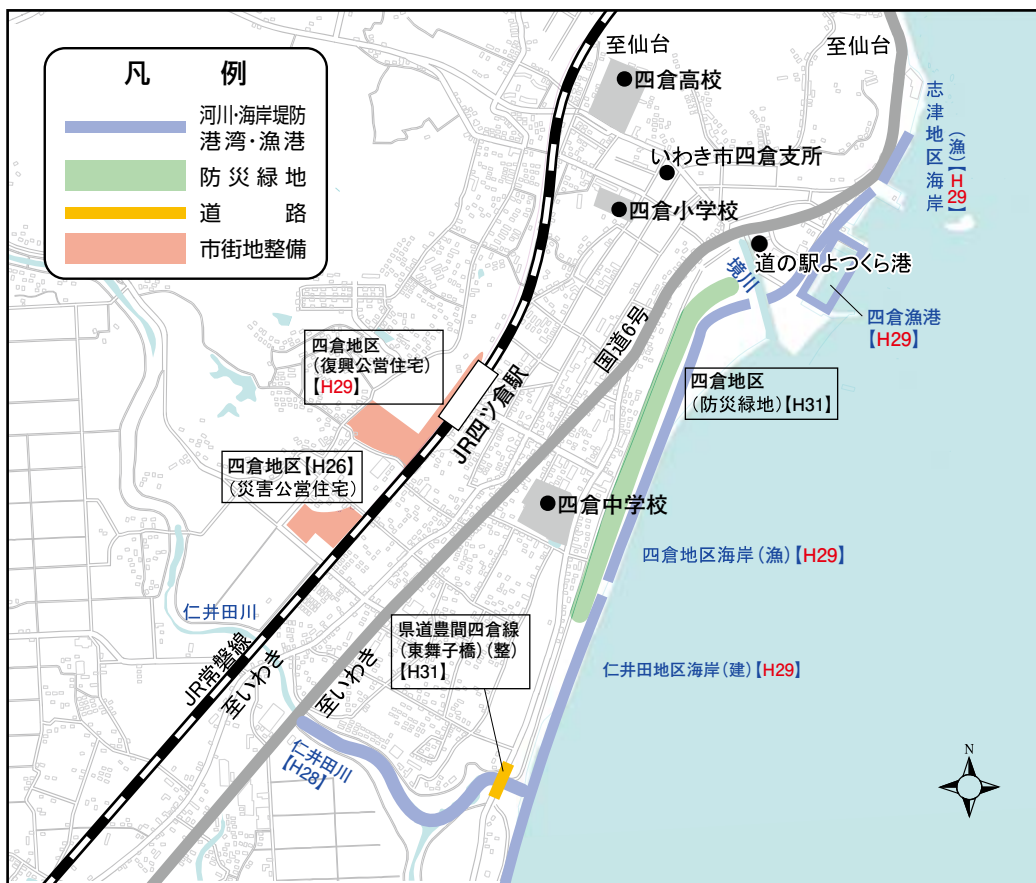 凡 例
河川・海岸堤防
港湾・漁港
防災緑地
道 路
市街地整備
至仙台
至仙台
四倉高校
いわき市四倉支所
四倉小学校
道の駅よつくら港
志津地区海岸(漁)【H29】
境川
四倉漁港
【H29】
国道6号
四倉地区
(復興公営住宅)
【H29】
JR四ツ倉駅
四倉地区
(防災緑地)【H31】
四倉地区【H26】
(災害公営住宅)
四倉中学校
四倉地区海岸(漁)【H29】
仁井田川
県道豊間四倉線
(東舞子橋)(整)
【H31】
仁井田地区海岸(建)【H29】
JR常磐線
至いわき
至いわき
仁井田川
【H28】
N